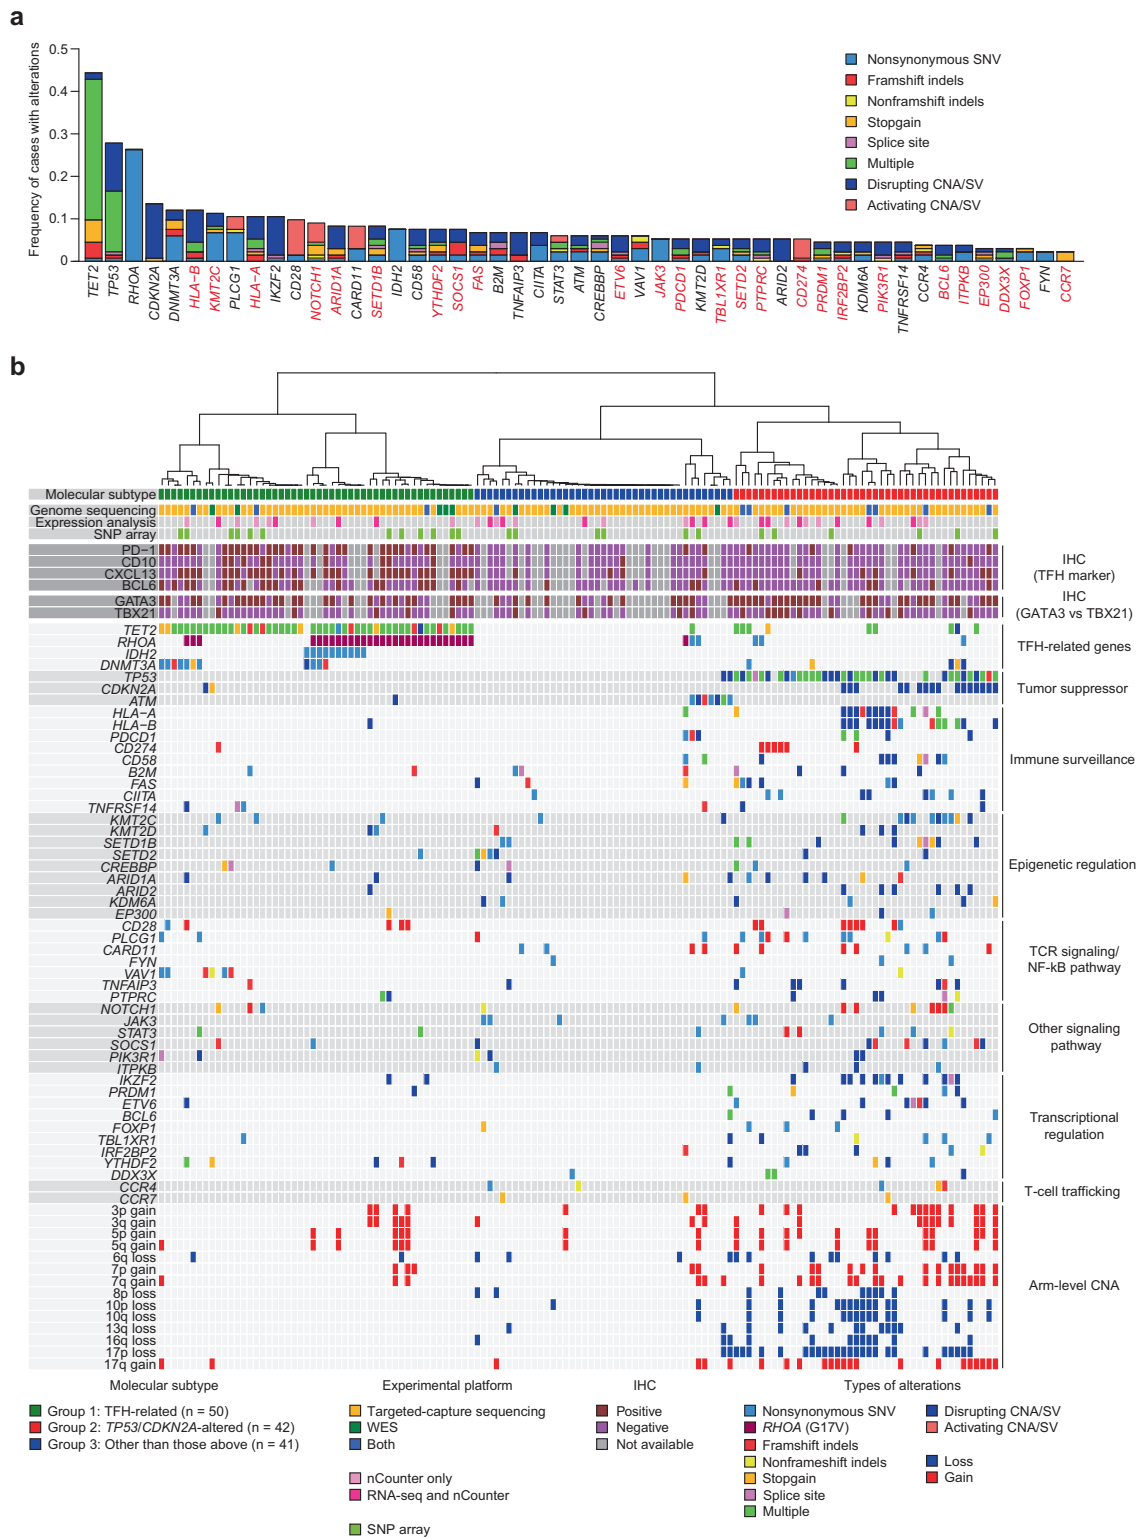 a
Frequency of cases with alterations
0.5
0.4
0.3
0.2
0.1
0
Nonsynonymous SNV
Framshift indels
Nonframshift indels
Stopgain
Splice site
Multiple
Disrupting CNA/SV
Activating CNA/SV
TET2 TP53 RHOA CDKN2A DNMT3A HLA-B KMT2C PLCG1 HLA-A IKZF2 CD28 NOTCH1 ARID1A CARD11 SETD1B IDH2 CD58 YTHDF2 SOCS1 FAS B2M TNFAIP3 CIITA STAT3 ATM CREBBP ETV6 VAV1 JAK3 PDCD1 KMT2D TBL1XR1 SETD2 PTPRC ARID2 CD274 PRDM1 IRF2BP2 KDM6A PIK3R1 TNFRSF14 CCR4 BCL6 ITPKB EP300 DDX3X FOXP1 FYN CCR7
b
Molecular subtype
Genome sequencing
Expression analysis
SNP array
PD−1
CD10
CXCL13
BCL6
IHC
(TFH marker)
GATA3
TBX21
IHC
(GATA3 vs TBX21)
TET2
RHOA
IDH2
DNMT3A
TFH-related genes
TP53
CDKN2A
ATM
Tumor suppressor
HLA−A
HLA−B
PDCD1
CD274
CD58
B2M
FAS
CIITA
TNFRSF14
Immune surveillance
KMT2C
KMT2D
SETD1B
SETD2
CREBBP
ARID1A
ARID2
KDM6A
EP300
Epigenetic regulation
CD28
PLCG1
CARD11
FYN
VAV1
TNFAIP3
PTPRC
TCR signaling/
NF-kB pathway
NOTCH1
JAK3
STAT3
SOCS1
PIK3R1
ITPKB
Other signaling
pathway
IKZF2
PRDM1
ETV6
BCL6
FOXP1
TBL1XR1
IRF2BP2
YTHDF2
DDX3X
Transcriptional
regulation
CCR4
CCR7
T-cell trafficking
3p gain
3q gain
5p gain
5q gain
6q loss
7p gain
7q gain
8p loss
10p loss
10q loss
13q loss
16q loss
17p loss
17q gain
Arm-level CNA
Molecular subtype
Group 1: TFH-related (n = 50)
Group 2: TP53/CDKN2A-altered (n = 42)
Group 3: Other than those above (n = 41)
Experimental platform
Targeted-capture sequencing
WES
Both
nCounter only
RNA-seq and nCounter
SNP array
IHC
Positive
Negative
Not available
Types of alterations
Nonsynonymous SNV
RHOA (G17V)
Framshift indels
Nonframeshift indels
Stopgain
Splice site
Multiple
Disrupting CNA/SV
Activating CNA/SV
Loss
Gain